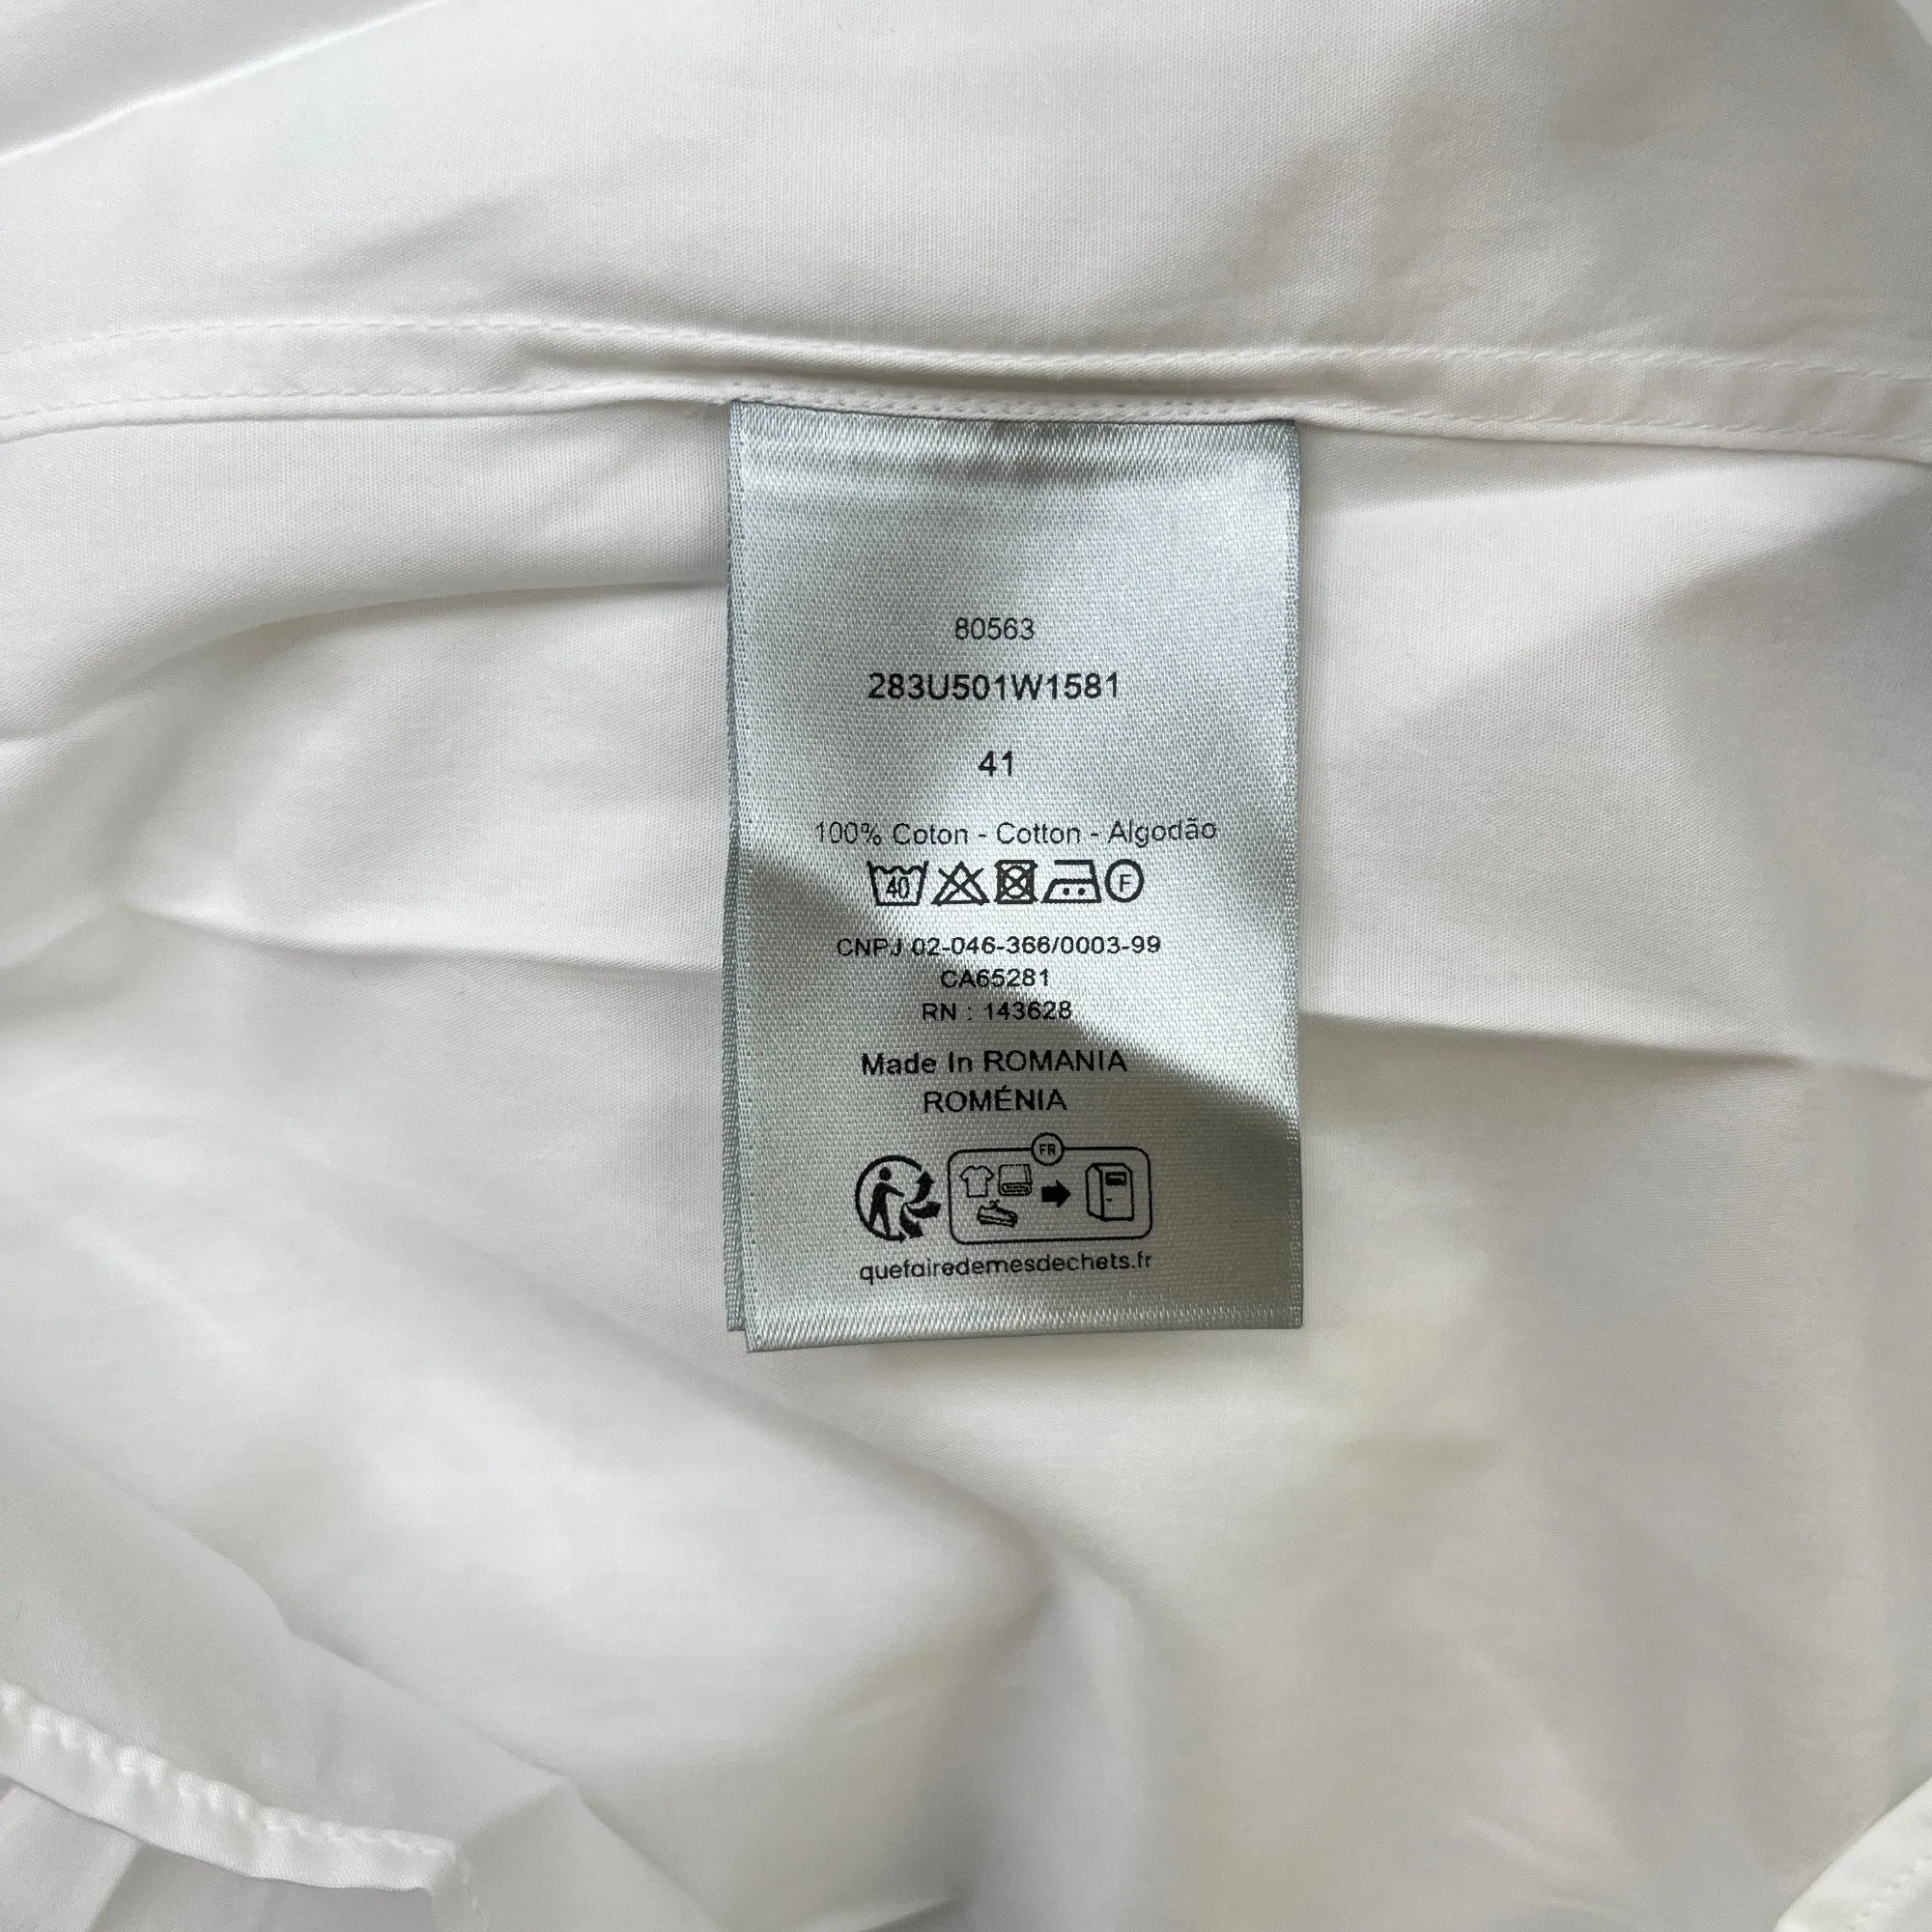 80563
283U501W1581
41
100% Coton - Cotton - Algodão
40 F
CNPJ 02-046-366/0003-99
CA65281
RN : 143628
Made In ROMANIA
ROMÉNIA
FR
quefairedemesdechets.fr